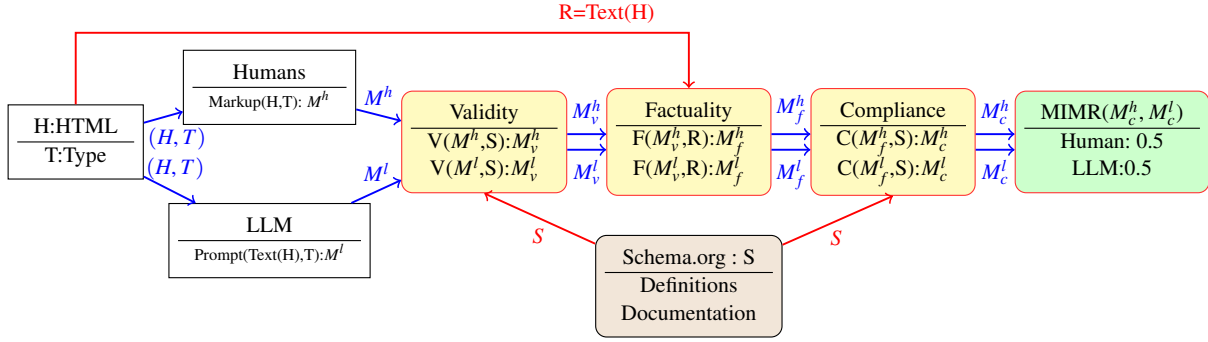 R=Text(H)
H:HTML
T:Type
(H, T)
(H, T)
Humans
Markup(H,T): M^h
LLM
Prompt(Text(H),T):M^l
M^h
M^l
Validity
V(M^h,S):M_v^h
V(M^l,S):M_v^l
M_v^h
M_v^l
Factuality
F(M_v^h,R):M_f^h
F(M_v^l,R):M_f^l
M_f^h
M_f^l
Compliance
C(M_f^h,S):M_c^h
C(M_f^l,S):M_c^l
M_c^h
M_c^l
MIMR(M_c^h, M_c^l)
Human: 0.5
LLM:0.5
S
S
Schema.org : S
Definitions
Documentation